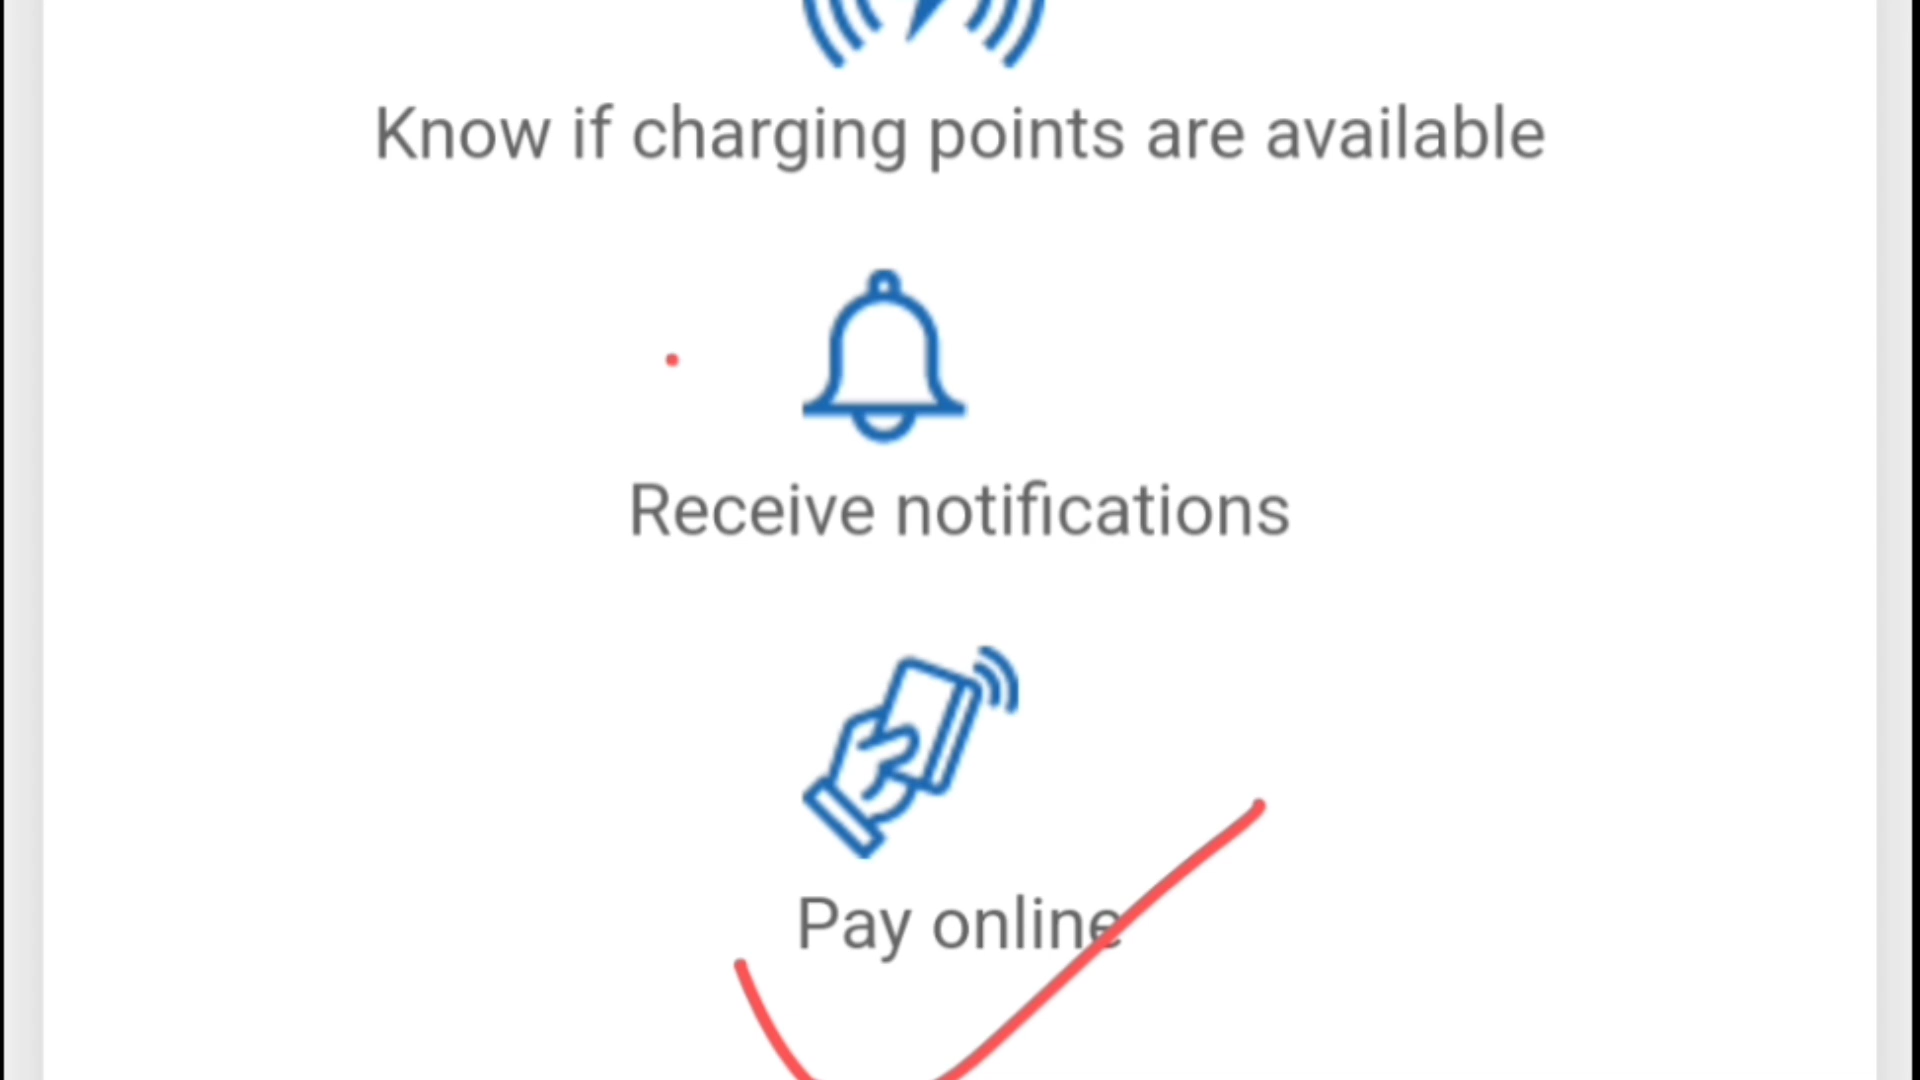 Know if charging points are available
Receive notifications
Pay online